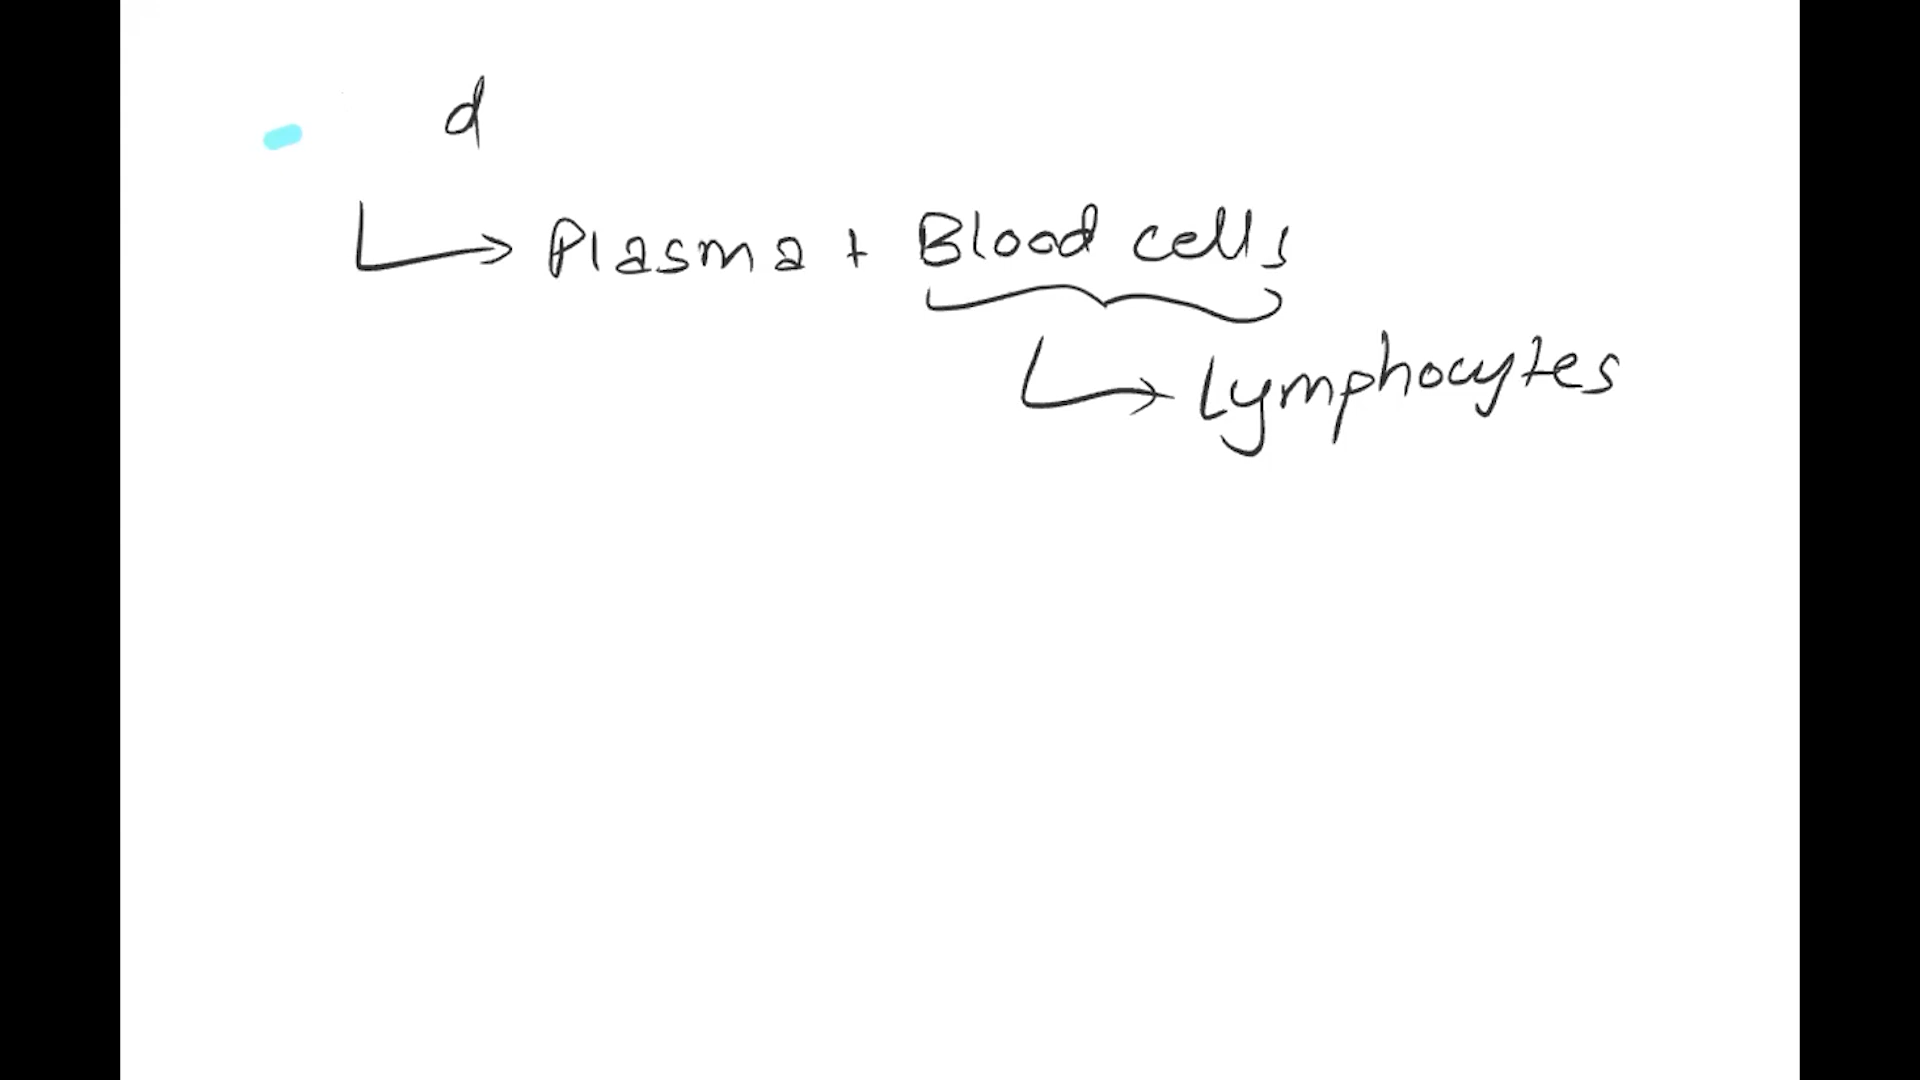 d
↳ Plasma + Blood cells
↳ Lymphocytes